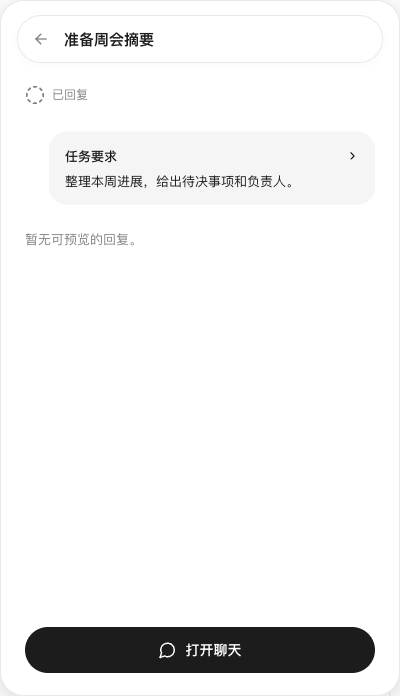 准备周会摘要
已回复
任务要求
整理本周进展，给出待决事项和负责人。
暂无可预览的回复。
打开聊天